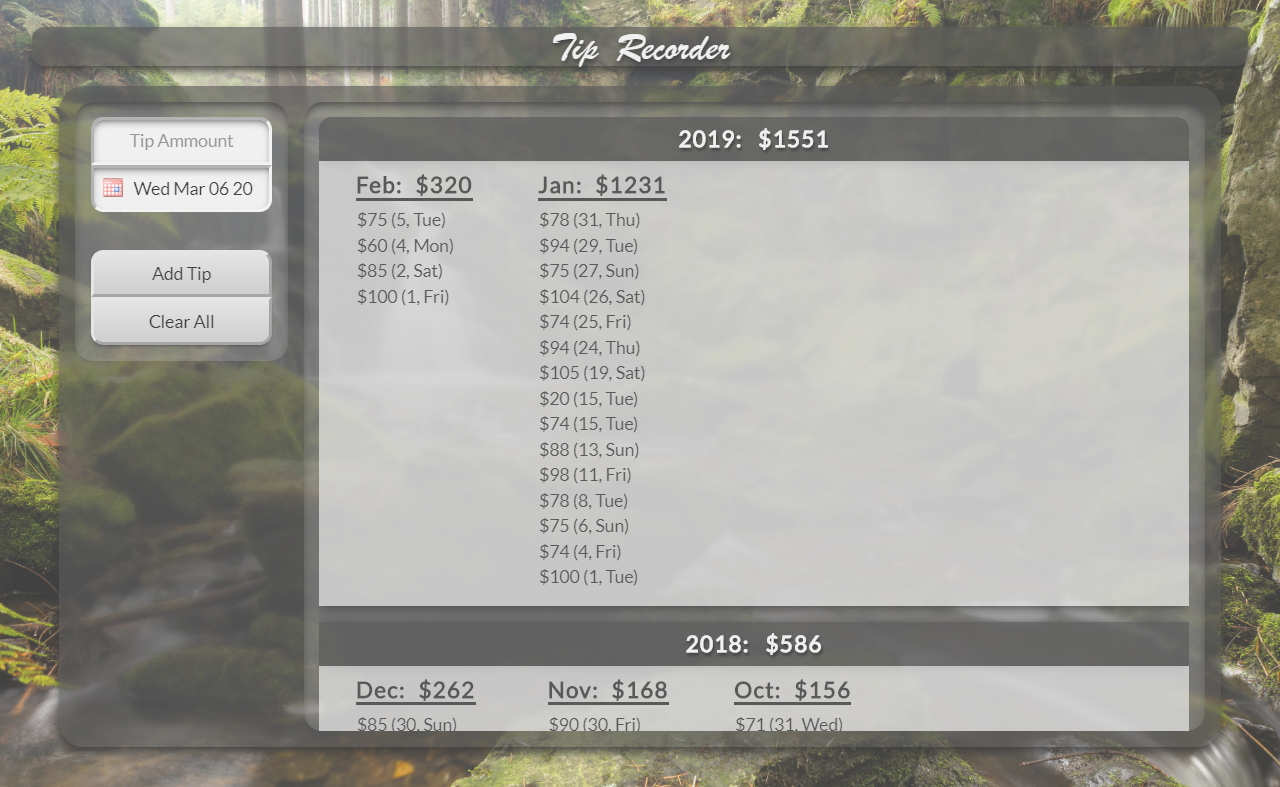 Tip Recorder
Tip Ammount
Wed Mar 06 20
Add Tip
Clear All
2019: $1551
Feb: $320
$75 (5, Tue)
$60 (4, Mon)
$85 (2, Sat)
$100 (1, Fri)
Jan: $1231
$78 (31, Thu)
$94 (29, Tue)
$75 (27, Sun)
$104 (26, Sat)
$74 (25, Fri)
$94 (24, Thu)
$105 (19, Sat)
$20 (15, Tue)
$74 (15, Tue)
$88 (13, Sun)
$98 (11, Fri)
$78 (8, Tue)
$75 (6, Sun)
$74 (4, Fri)
$100 (1, Tue)
2018: $586
Dec: $262
$85 (30, Sun)
Nov: $168
$90 (30, Fri)
Oct: $156
$71 (31, Wed)